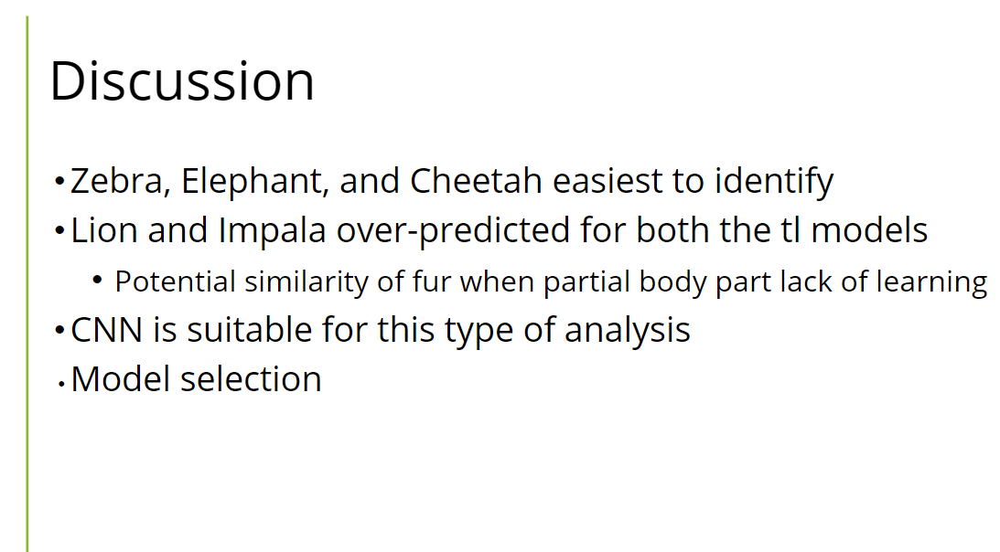 Discussion
• Zebra, Elephant, and Cheetah easiest to identify
• Lion and Impala over-predicted for both the tl models
• Potential similarity of fur when partial body part lack of learning
• CNN is suitable for this type of analysis
• Model selection